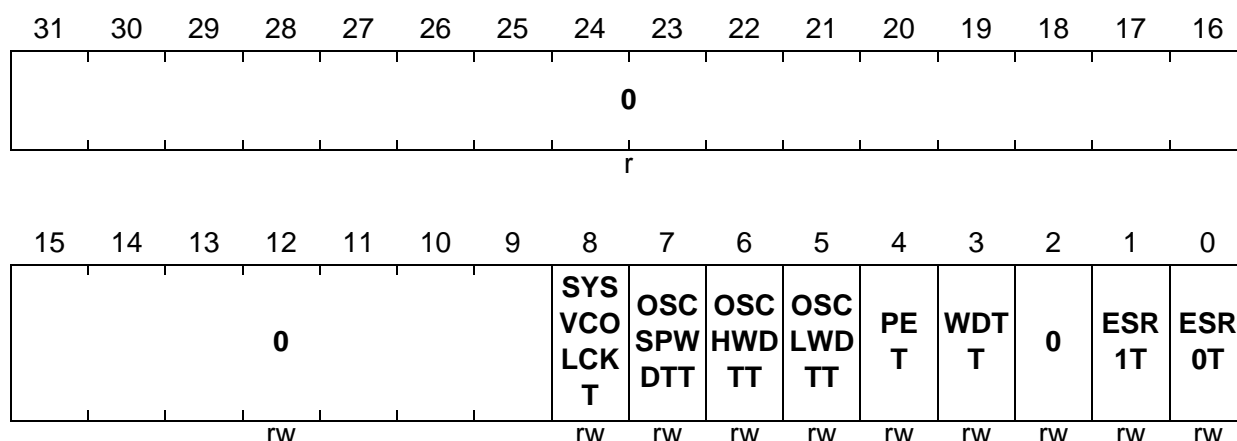 31 30 29 28 27 26 25 24 23 22 21 20 19 18 17 16
0
r
15 14 13 12 11 10 9 8 7 6 5 4 3 2 1 0
0 SYS VCO LCK T OSC SPW DTT OSC HWD TT OSC LWD TT PE T WDT T 0 ESR 1T ESR 0T
rw rw rw rw rw rw rw rw rw rw